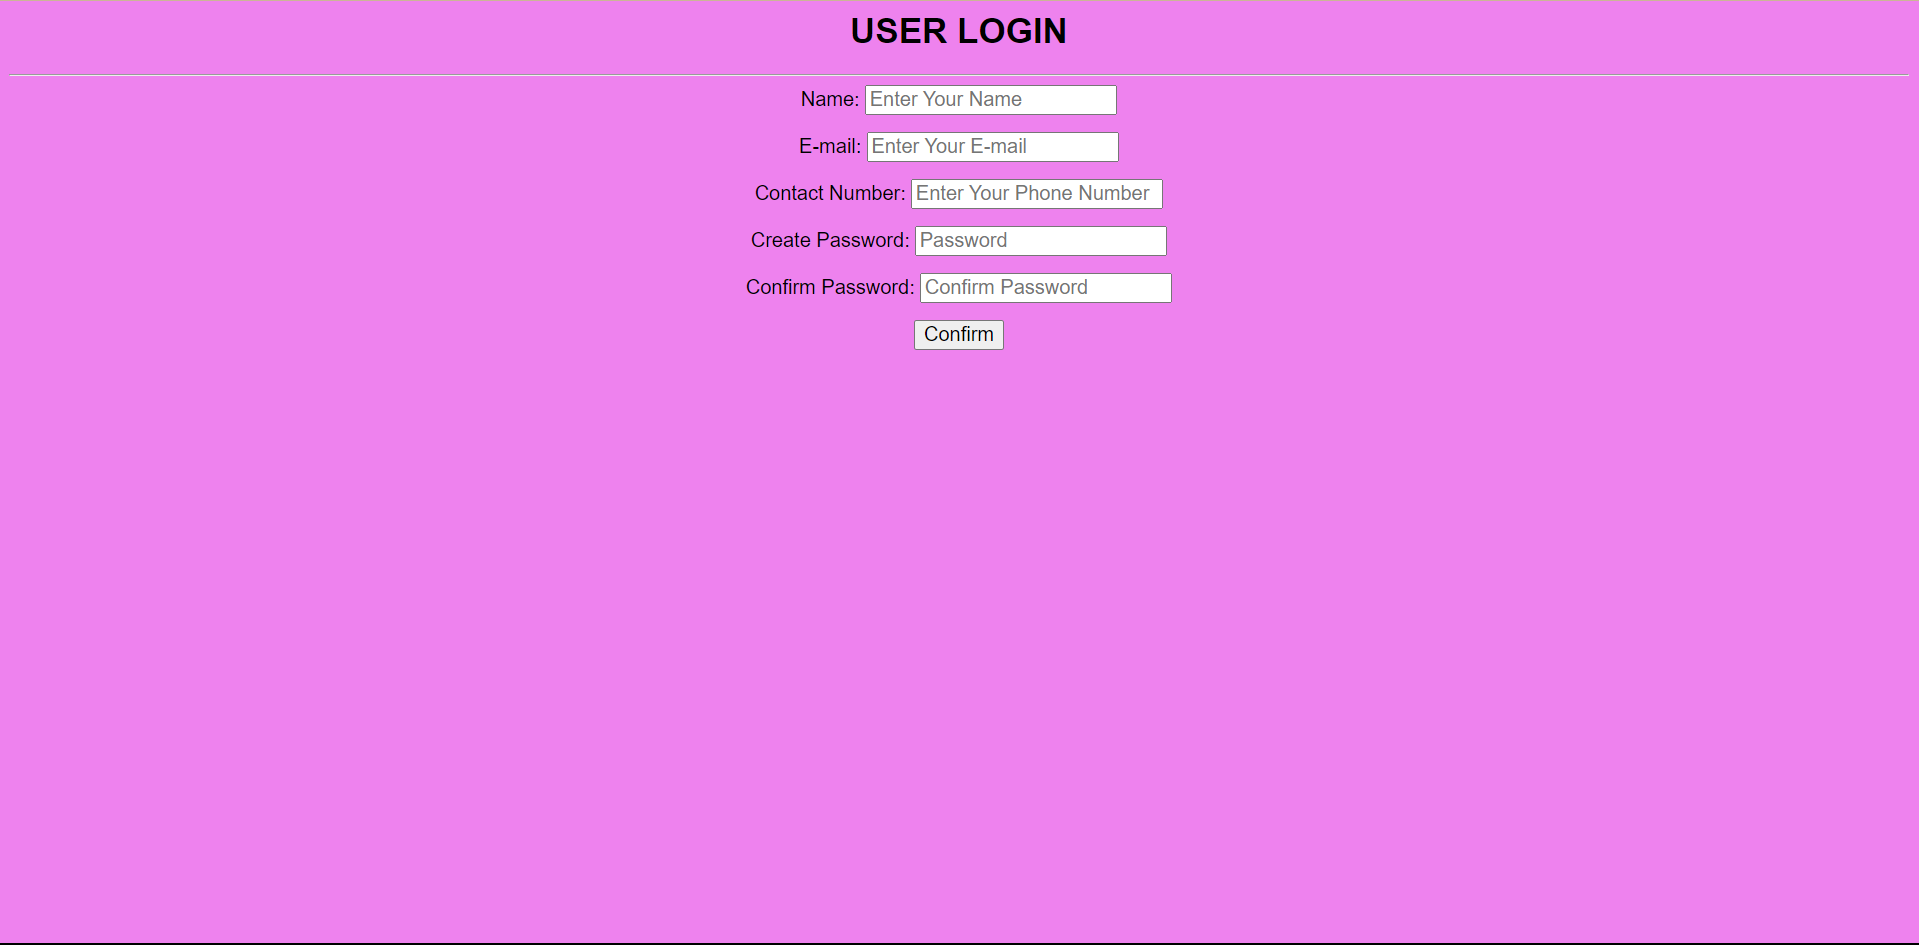 USER LOGIN
Name: Enter Your Name
E-mail: Enter Your E-mail
Contact Number: Enter Your Phone Number
Create Password: Password
Confirm Password: Confirm Password
Confirm